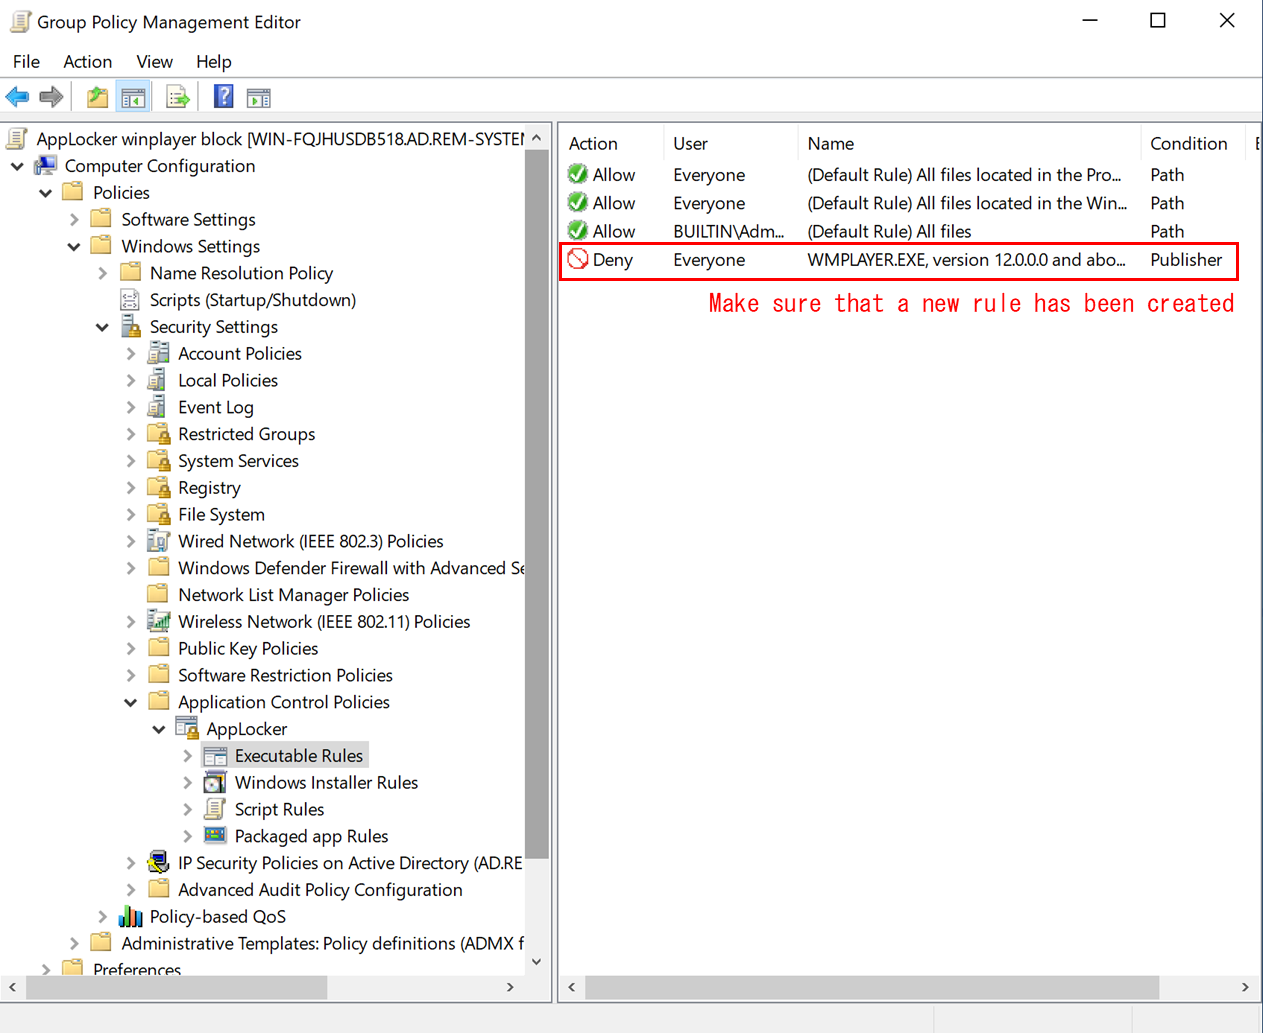 Group Policy Management Editor
File Action View Help
AppLocker winplayer block [WIN-FQJHUSDB518.AD.REM-SYSTEM
Computer Configuration
Policies
Software Settings
Windows Settings
Name Resolution Policy
Scripts (Startup/Shutdown)
Security Settings
Account Policies
Local Policies
Event Log
Restricted Groups
System Services
Registry
File System
Wired Network (IEEE 802.3) Policies
Windows Defender Firewall with Advanced Se
Network List Manager Policies
Wireless Network (IEEE 802.11) Policies
Public Key Policies
Software Restriction Policies
Application Control Policies
AppLocker
Executable Rules
Windows Installer Rules
Script Rules
Packaged app Rules
IP Security Policies on Active Directory (AD.RE
Advanced Audit Policy Configuration
Policy-based QoS
Administrative Templates: Policy definitions (ADMX f
Preferences
Action User Name Condition E
Allow Everyone (Default Rule) All files located in the Pro... Path
Allow Everyone (Default Rule) All files located in the Win... Path
Allow BUILTIN\Adm... (Default Rule) All files Path
Deny Everyone WMPLAYER.EXE, version 12.0.0.0 and abo... Publisher
Make sure that a new rule has been created